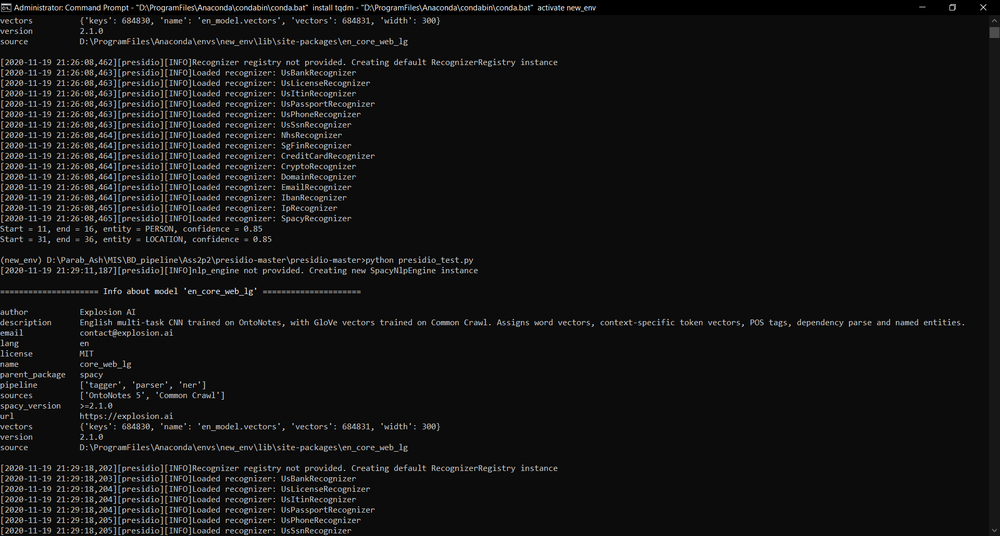 Administrator: Command Prompt - "D:\ProgramFiles\Anaconda\condabin\conda.bat"  install tqdm - "D:\ProgramFiles\Anaconda\condabin\conda.bat"  activate new_env
vectors          {'keys': 684830, 'name': 'en_model.vectors', 'vectors': 684831, 'width': 300}
version          2.1.0
source           D:\ProgramFiles\Anaconda\envs\new_env\lib\site-packages\en_core_web_lg
[2020-11-19 21:26:08,462][presidio][INFO]Recognizer registry not provided. Creating default RecognizerRegistry instance
[2020-11-19 21:26:08,463][presidio][INFO]Loaded recognizer: UsBankRecognizer
[2020-11-19 21:26:08,463][presidio][INFO]Loaded recognizer: UsLicenseRecognizer
[2020-11-19 21:26:08,463][presidio][INFO]Loaded recognizer: UsItinRecognizer
[2020-11-19 21:26:08,463][presidio][INFO]Loaded recognizer: UsPassportRecognizer
[2020-11-19 21:26:08,463][presidio][INFO]Loaded recognizer: UsPhoneRecognizer
[2020-11-19 21:26:08,463][presidio][INFO]Loaded recognizer: UsSsnRecognizer
[2020-11-19 21:26:08,464][presidio][INFO]Loaded recognizer: NhsRecognizer
[2020-11-19 21:26:08,464][presidio][INFO]Loaded recognizer: SgFinRecognizer
[2020-11-19 21:26:08,464][presidio][INFO]Loaded recognizer: CreditCardRecognizer
[2020-11-19 21:26:08,464][presidio][INFO]Loaded recognizer: CryptoRecognizer
[2020-11-19 21:26:08,464][presidio][INFO]Loaded recognizer: DomainRecognizer
[2020-11-19 21:26:08,464][presidio][INFO]Loaded recognizer: EmailRecognizer
[2020-11-19 21:26:08,464][presidio][INFO]Loaded recognizer: IbanRecognizer
[2020-11-19 21:26:08,465][presidio][INFO]Loaded recognizer: IpRecognizer
[2020-11-19 21:26:08,465][presidio][INFO]Loaded recognizer: SpacyRecognizer
Start = 11, end = 16, entity = PERSON, confidence = 0.85
Start = 31, end = 36, entity = LOCATION, confidence = 0.85
(new_env) D:\Parab_Ash\MIS\BD_pipeline\Ass2p2\presidio-master\presidio-master>python presidio_test.py
[2020-11-19 21:29:11,187][presidio][INFO]nlp_engine not provided. Creating new SpacyNlpEngine instance
===================== Info about model 'en_core_web_lg' =====================
author           Explosion AI
description      English multi-task CNN trained on OntoNotes, with GloVe vectors trained on Common Crawl. Assigns word vectors, context-specific token vectors, POS tags, dependency parse and named entities.
email            contact@explosion.ai
lang             en
license          MIT
name             core_web_lg
parent_package   spacy
pipeline         ['tagger', 'parser', 'ner']
sources          ['OntoNotes 5', 'Common Crawl']
spacy_version    >=2.1.0
url              https://explosion.ai
vectors          {'keys': 684830, 'name': 'en_model.vectors', 'vectors': 684831, 'width': 300}
version          2.1.0
source           D:\ProgramFiles\Anaconda\envs\new_env\lib\site-packages\en_core_web_lg
[2020-11-19 21:29:18,202][presidio][INFO]Recognizer registry not provided. Creating default RecognizerRegistry instance
[2020-11-19 21:29:18,203][presidio][INFO]Loaded recognizer: UsBankRecognizer
[2020-11-19 21:29:18,204][presidio][INFO]Loaded recognizer: UsLicenseRecognizer
[2020-11-19 21:29:18,204][presidio][INFO]Loaded recognizer: UsItinRecognizer
[2020-11-19 21:29:18,204][presidio][INFO]Loaded recognizer: UsPassportRecognizer
[2020-11-19 21:29:18,205][presidio][INFO]Loaded recognizer: UsPhoneRecognizer
[2020-11-19 21:29:18,205][presidio][INFO]Loaded recognizer: UsSsnRecognizer